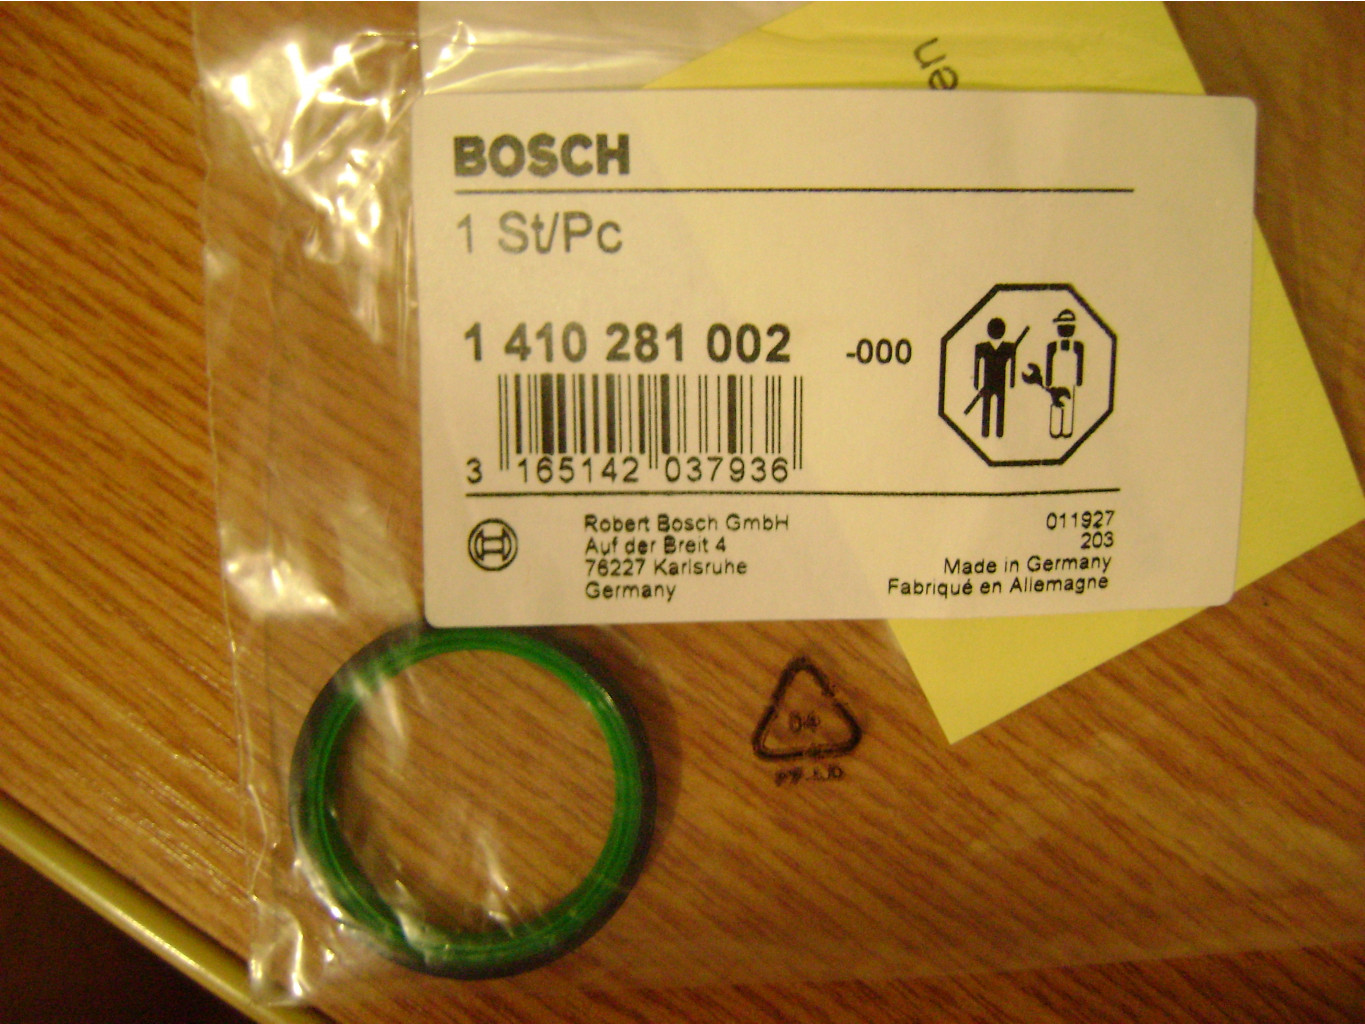 en
BOSCH
1 St/Pc
1 410 281 002 -000
3 165142 037936
Robert Bosch GmbH
Auf der Breit 4
76227 Karlsruhe
Germany
011927
203
Made in Germany
Fabriqué en Allemagne
04